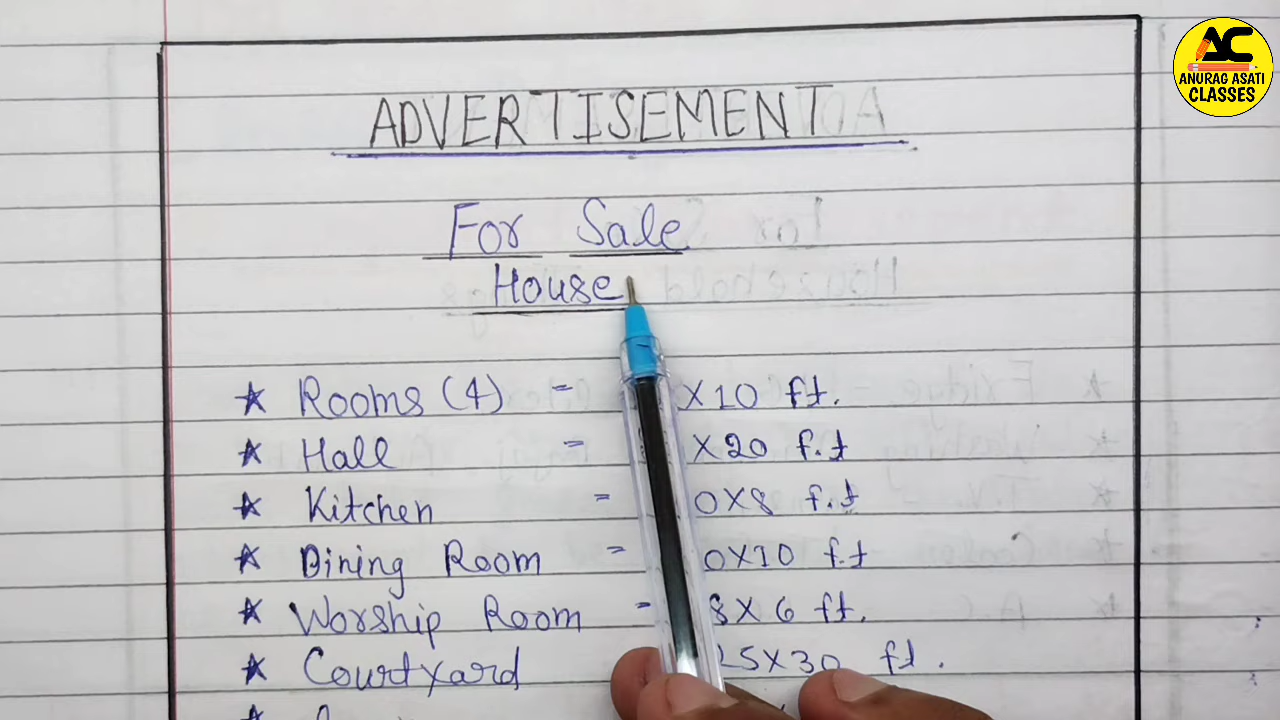 AC
ANURAG ASATI
CLASSES
ADVERTISEMENT
For Sale
House
★ Rooms (4) = X10 ft.
★ Hall = X20 f.t
★ Kitchen = 0X8 f.t
★ Dining Room = 0X10 f.t
★ Worship Room = 8X6 ft.
★ Courtyard 25X30 ft.